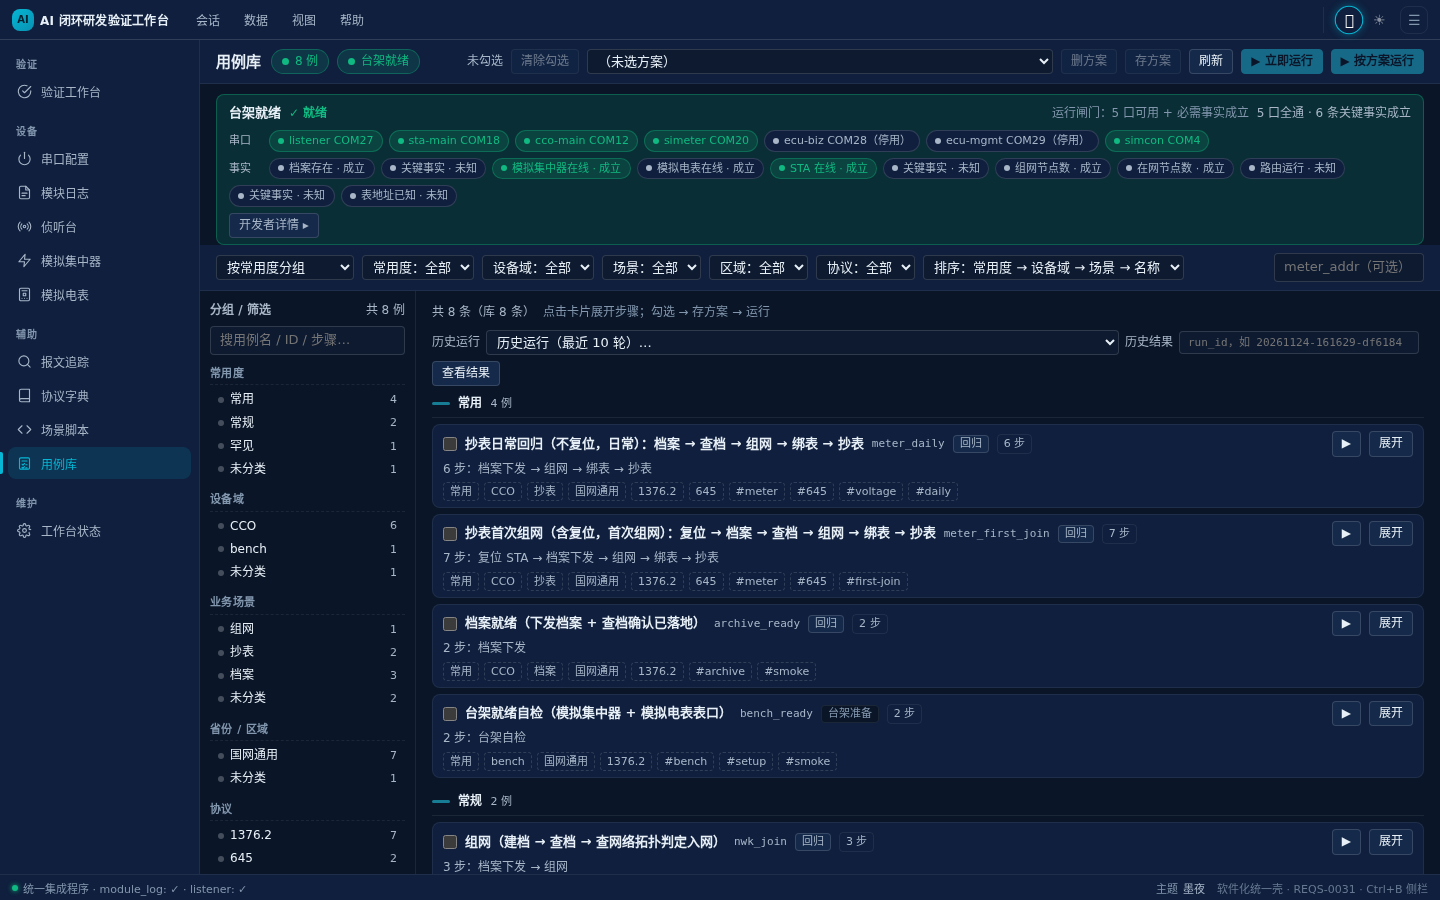 AI AI 闭环研发验证工作台 会话 数据 视图 帮助
验证
验证工作台
设备
串口配置
模块日志
侦听台
模拟集中器
模拟电表
辅助
报文追踪
协议字典
场景脚本
用例库
维护
工作台状态
用例库 8 例 台架就绪 未勾选 清除勾选 （未选方案） 删方案 存方案 刷新 ▶ 立即运行 ▶ 按方案运行
台架就绪 ✓ 就绪 运行闸门：5 口可用 + 必需事实成立 5 口全通 · 6 条关键事实成立
串口 listener COM27 sta-main COM18 cco-main COM12 simeter COM20 ecu-biz COM28（停用） ecu-mgmt COM29（停用） simcon COM4
事实 档案存在 · 成立 关键事实 · 未知 模拟集中器在线 · 成立 模拟电表在线 · 成立 STA 在线 · 成立 关键事实 · 未知 组网节点数 · 成立 在网节点数 · 成立 路由运行 · 未知
关键事实 · 未知 表地址已知 · 未知
开发者详情 ▸
按常用度分组 常用度：全部 设备域：全部 场景：全部 区域：全部 协议：全部 排序：常用度 → 设备域 → 场景 → 名称 meter_addr（可选）
分组 / 筛选 共 8 例
搜用例名 / ID / 步骤…
常用度
常用 4
常规 2
罕见 1
未分类 1
设备域
CCO 6
bench 1
未分类 1
业务场景
组网 1
抄表 2
档案 3
未分类 2
省份 / 区域
国网通用 7
未分类 1
协议
1376.2 7
645 2
共 8 条（库 8 条） 点击卡片展开步骤；勾选 → 存方案 → 运行
历史运行 历史运行（最近 10 轮）… 历史结果 run_id，如 20261124-161629-df6184
查看结果
常用 4 例
抄表日常回归（不复位，日常）：档案 → 查档 → 组网 → 绑表 → 抄表 meter_daily 回归 6 步 ▶ 展开
6 步：档案下发 → 组网 → 绑表 → 抄表
常用 CCO 抄表 国网通用 1376.2 645 #meter #645 #voltage #daily
抄表首次组网（含复位，首次组网）：复位 → 档案 → 查档 → 组网 → 绑表 → 抄表 meter_first_join 回归 7 步 ▶ 展开
7 步：复位 STA → 档案下发 → 组网 → 绑表 → 抄表
常用 CCO 抄表 国网通用 1376.2 645 #meter #645 #first-join
档案就绪（下发档案 + 查档确认已落地） archive_ready 回归 2 步 ▶ 展开
2 步：档案下发
常用 CCO 档案 国网通用 1376.2 #archive #smoke
台架就绪自检（模拟集中器 + 模拟电表表口） bench_ready 台架准备 2 步 ▶ 展开
2 步：台架自检
常用 bench 国网通用 1376.2 #bench #setup #smoke
常规 2 例
组网（建档 → 查档 → 查网络拓扑判定入网） nwk_join 回归 3 步 ▶ 展开
3 步：档案下发 → 组网
统一集成程序 · module_log: ✓ · listener: ✓ 主题 墨夜 软件化统一壳 · REQS-0031 · Ctrl+B 侧栏